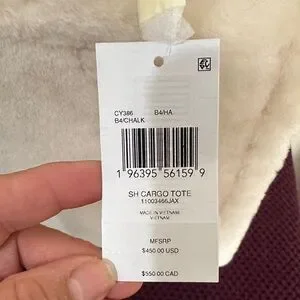 CY386 B4/HA
B4/CHALK
1 96395 56159 9
SH CARGO TOTE
11003466JAX
MADE IN VIETNAM
VIETNAM
MFSRP
$450.00 USD
$550.00 CAD